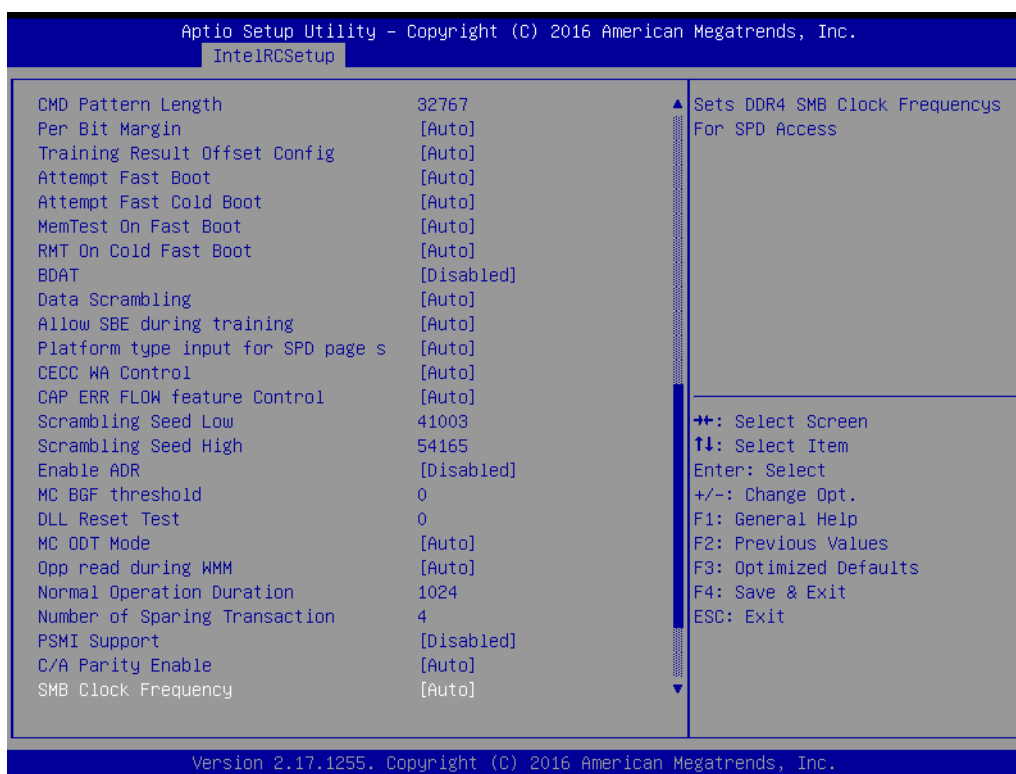 Aptio Setup Utility – Copyright (C) 2016 American Megatrends, Inc.
IntelRCSetup
CMD Pattern Length 32767
Per Bit Margin [Auto]
Training Result Offset Config [Auto]
Attempt Fast Boot [Auto]
Attempt Fast Cold Boot [Auto]
MemTest On Fast Boot [Auto]
RMT On Cold Fast Boot [Auto]
BDAT [Disabled]
Data Scrambling [Auto]
Allow SBE during training [Auto]
Platform type input for SPD page s [Auto]
CECC WA Control [Auto]
CAP ERR FLOW feature Control [Auto]
Scrambling Seed Low 41003
Scrambling Seed High 54165
Enable ADR [Disabled]
MC BGF threshold 0
DLL Reset Test 0
MC ODT Mode [Auto]
Opp read during WMM [Auto]
Normal Operation Duration 1024
Number of Sparing Transaction 4
PSMI Support [Disabled]
C/A Parity Enable [Auto]
SMB Clock Frequency [Auto]
Sets DDR4 SMB Clock Frequencys
For SPD Access
→←: Select Screen
↑↓: Select Item
Enter: Select
+/-: Change Opt.
F1: General Help
F2: Previous Values
F3: Optimized Defaults
F4: Save & Exit
ESC: Exit
Version 2.17.1255. Copyright (C) 2016 American Megatrends, Inc.